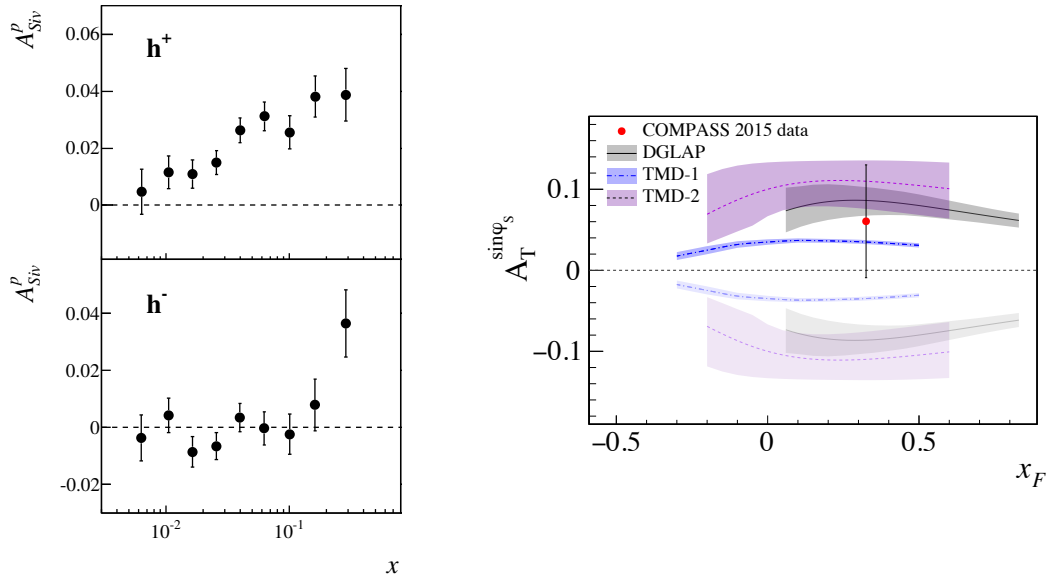 A^p_Siv
h⁺
0.06
0.04
0.02
0
A^p_Siv
h⁻
0.04
0.02
0
-0.02
10⁻² 10⁻¹
x
COMPASS 2015 data
DGLAP
TMD-1
TMD-2
A_T^sinφ_s
0.1
0
−0.1
−0.5 0 0.5
x_F